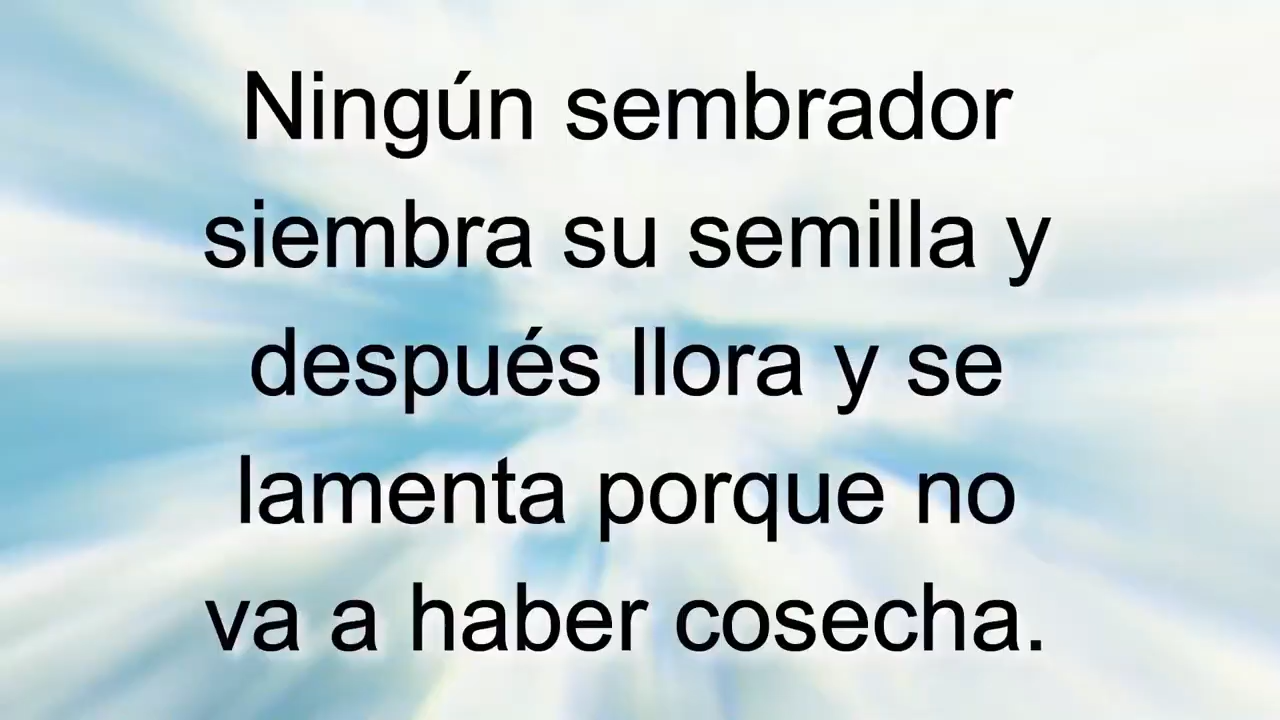 Ningún sembrador
siembra su semilla y
después llora y se
lamenta porque no
va a haber cosecha.